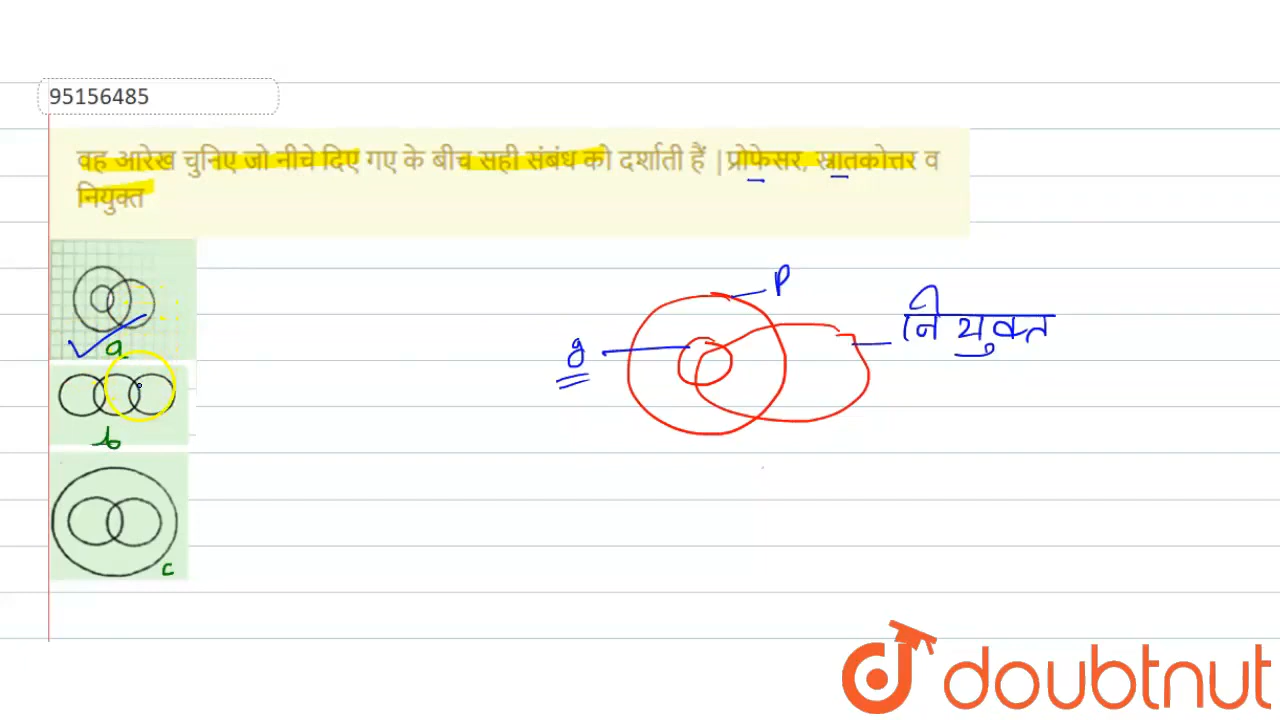 95156485
वह आरेख चुनिए जो नीचे दिए गए के बीच सही संबंध को दर्शाती हैं | प्रोफेसर, स्नातकोत्तर व
नियुक्त
a
b
c
P
g
नियुक्त
doubtnut